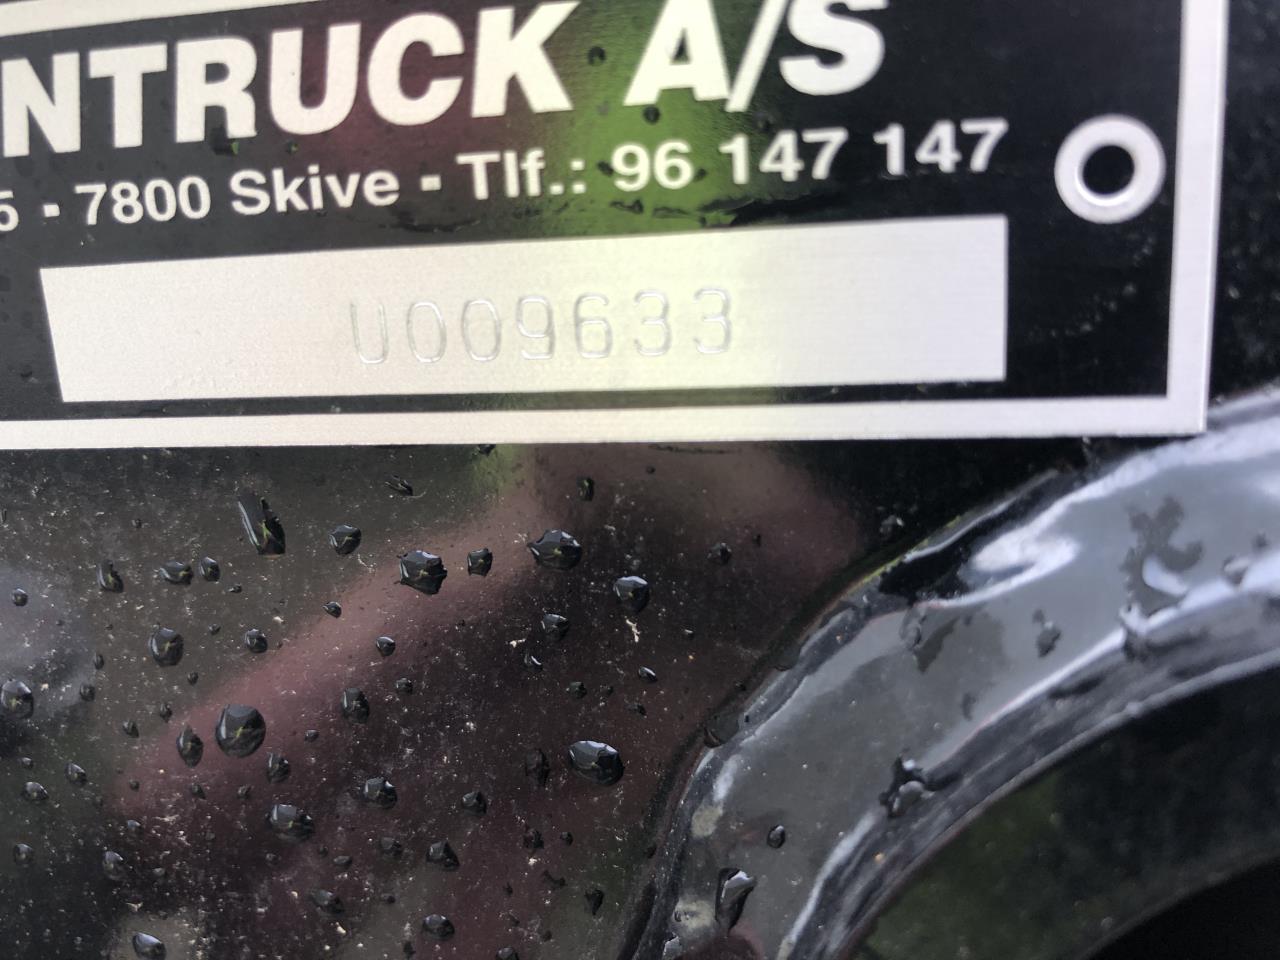 NTRUCK A/S
5 - 7800 Skive - Tlf.: 96 147 147
U009633